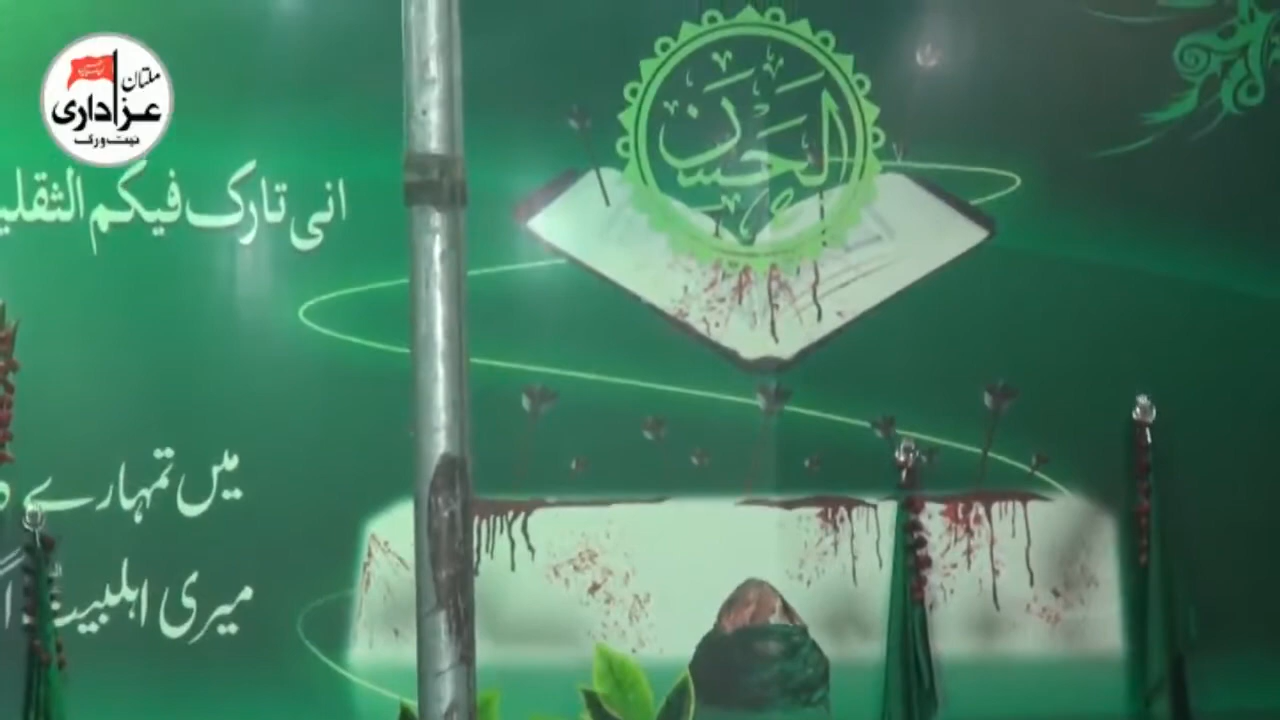 ملتان
عزاداری
نیٹ ورک
الحسن
انی تارک فیکم
میں تمہارے
میری اہلبیت